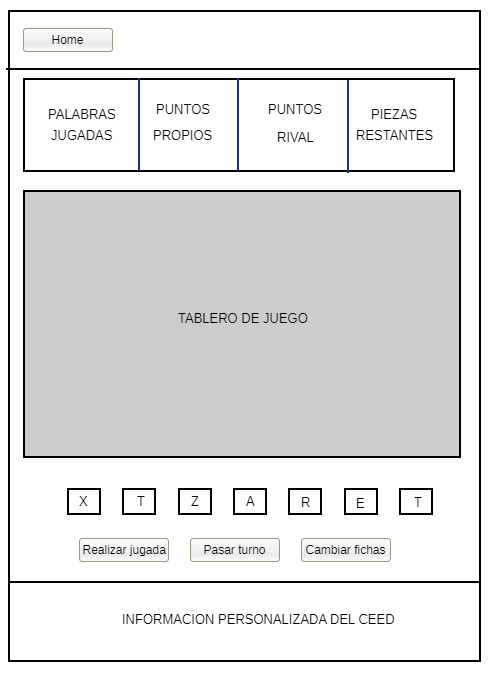 Home
PALABRAS
JUGADAS
PUNTOS
PROPIOS
PUNTOS
RIVAL
PIEZAS
RESTANTES
TABLERO DE JUEGO
X T Z A R E T
Realizar jugada Pasar turno Cambiar fichas
INFORMACION PERSONALIZADA DEL CEED